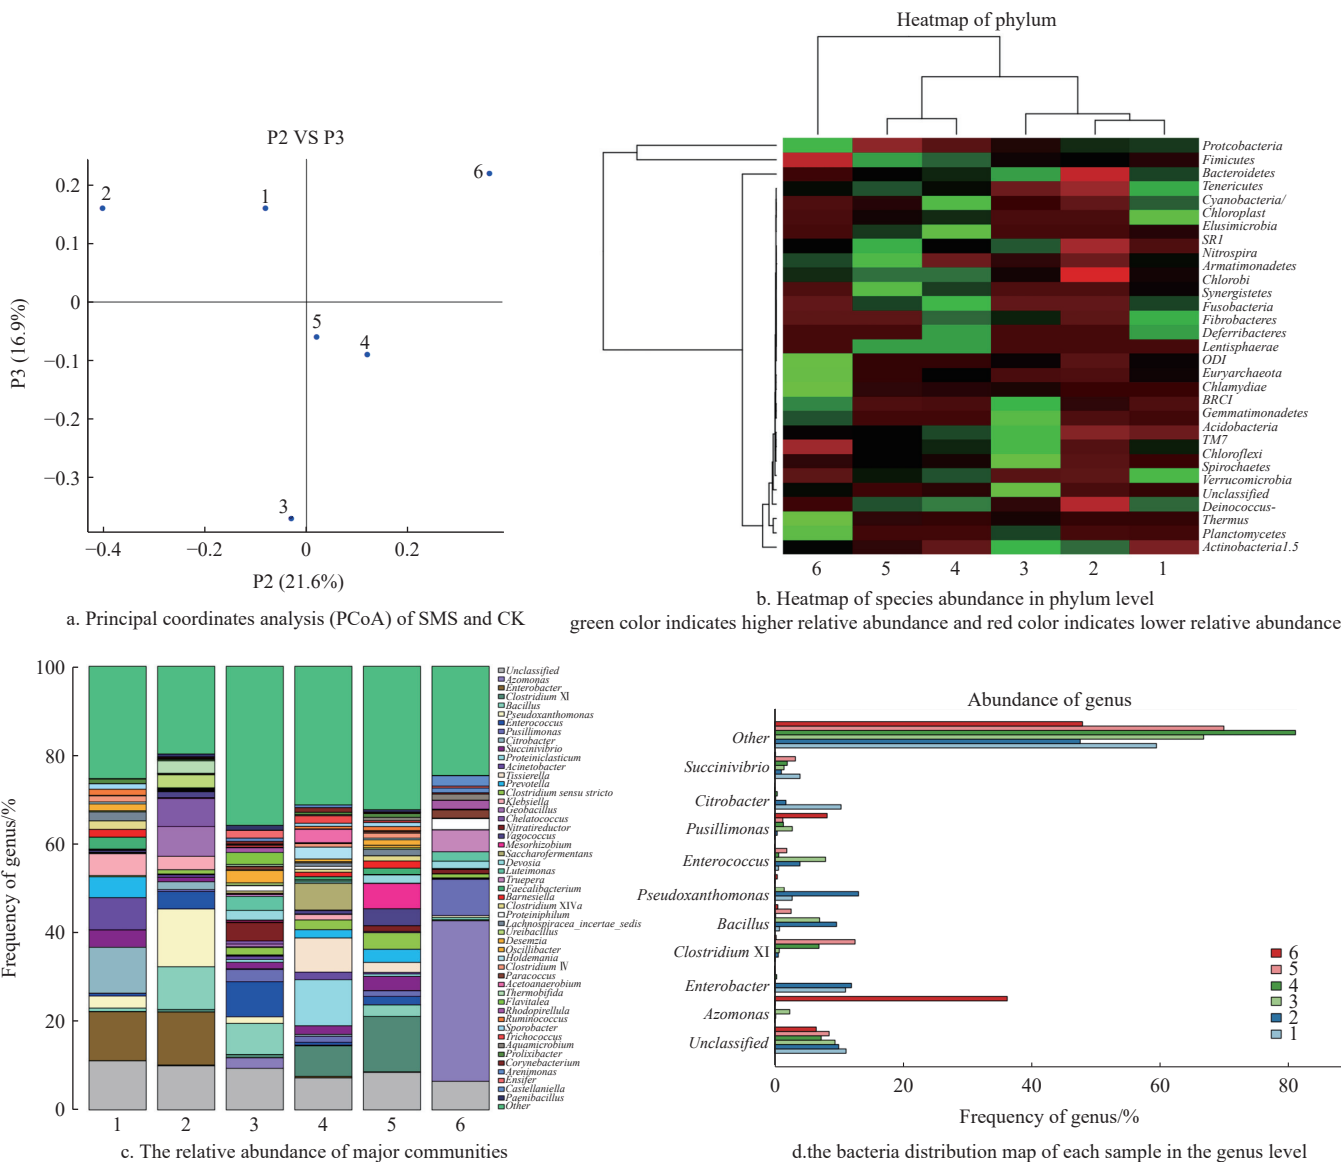 P2 VS P3
0.2
0.1
0
−0.1
−0.2
−0.3
−0.4
−0.2
0
0.2
1
2
3
4
5
6
P3 (16.9%)
P2 (21.6%)
a. Principal coordinates analysis (PCoA) of SMS and CK
Heatmap of phylum
Protcobacteria
Fimicutes
Bacteroidetes
Tenericutes
Cyanobacteria/
Chloroplast
Elusimicrobia
SR1
Nitrospira
Armatimonadetes
Chlorobi
Synergistetes
Fusobacteria
Fibrobacteres
Deferribacteres
Lentisphaerae
ODI
Euryarchaeota
Chlamydiae
BRCI
Gemmatimonadetes
Acidobacteria
TM7
Chloroflexi
Spirochaetes
Verrucomicrobia
Unclassified
Deinococcus-
Thermus
Planctomycetes
Actinobacteria1.5
6 5 4 3 2 1
b. Heatmap of species abundance in phylum level
green color indicates higher relative abundance and red color indicates lower relative abundance
Frequency of genus/%
100
80
60
40
20
0
1 2 3 4 5 6
Unclassified
Azomonas
Enterobacter
Clostridium XI
Bacillus
Pseudoxanthomonas
Enterococcus
Pusillimonas
Citrobacter
Succinivibrio
Proteiniclasticum
Acinetobacter
Tissierella
Prevotella
Clostridium sensu stricto
Klebsiella
Geobacillus
Chelatococcus
Nitratireductor
Vagococcus
Mesorhizobium
Saccharofermentans
Devosia
Luteimonas
Truepera
Faecalibacterium
Barnesiella
Clostridium XIVa
Proteiniphilum
Lachnospiracea_incertae_sedis
Ureibacillus
Desemzia
Oscillibacter
Holdemania
Clostridium IV
Paracoccus
Acetoanaerobium
Thermobifida
Flavitalea
Rhodopirellula
Ruminococcus
Sporobacter
Trichococcus
Aquamicrobium
Prolixibacter
Corynebacterium
Arenimonas
Ensifer
Castellaniella
Paenibacillus
Other
c. The relative abundance of major communities
Abundance of genus
Other
Succinivibrio
Citrobacter
Pusillimonas
Enterococcus
Pseudoxanthomonas
Bacillus
Clostridium XI
Enterobacter
Azomonas
Unclassified
6
5
4
3
2
1
0 20 40 60 80
Frequency of genus/%
d.the bacteria distribution map of each sample in the genus level